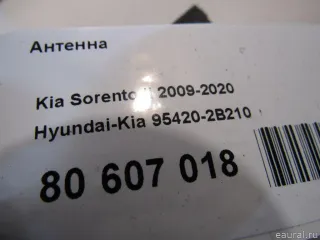 Антенна
Kia Sorento 2009-2020
Hyundai-Kia 95420-2B210
80 607 018
eaural.ru